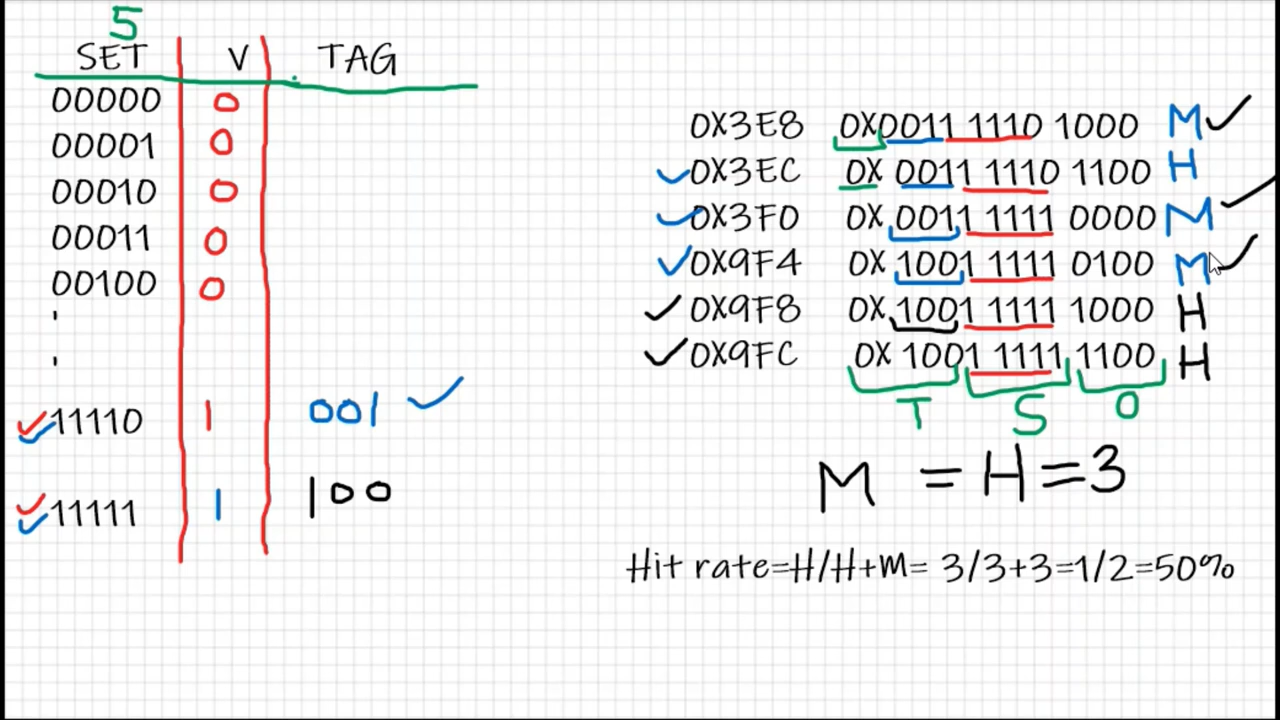 5
SET V TAG
00000 0
00001 0
00010 0
00011 0
00100 0
11110 1 001
11111 1 100
0X3E8 0X0011 1110 1000 M
0X3EC 0X 0011 1110 1100 H
0X3F0 0X 0011 1111 0000 M
0X9F4 0X 1001 1111 0100 M
0X9F8 0X 1001 1111 1000 H
0X9FC 0X 1001 1111 1100 H
T S O
M = H = 3
Hit rate=H/H+m= 3/3+3=1/2=50%